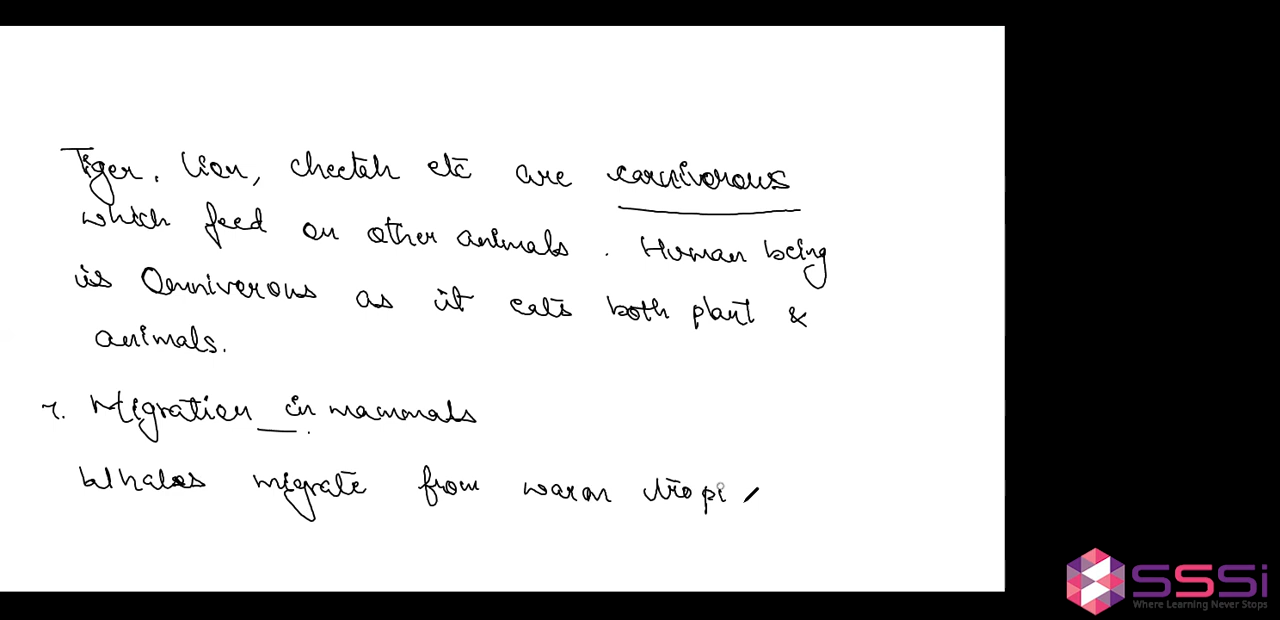 Tiger, lion, cheetah etc are carnivorous
which feed on other animals. Human being
is Omniverous as it eats both plant &
animals.
7. Migration in mammals
Whales migrate from warm tropi
SSSi
Where Learning Never Stops